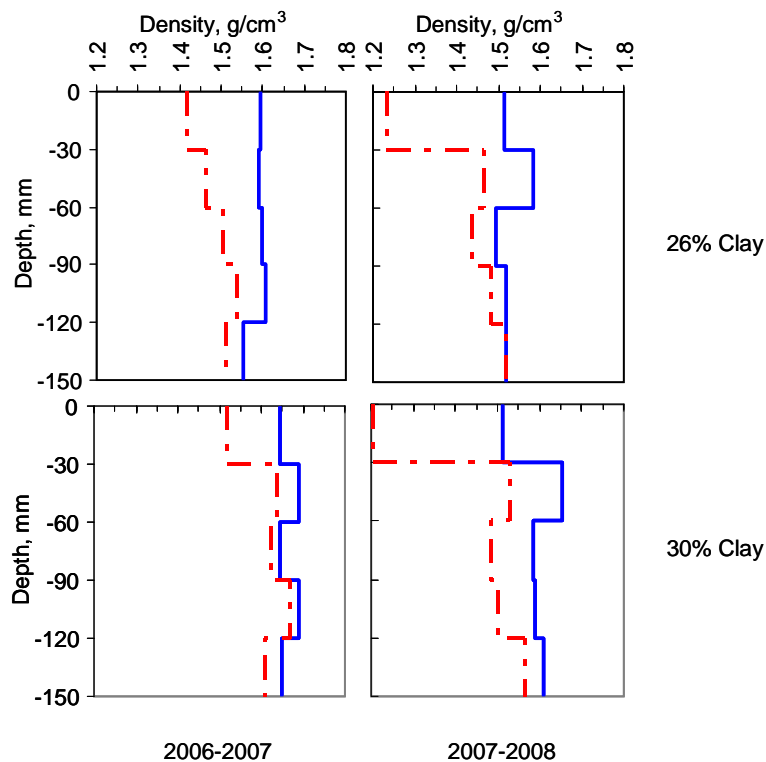 Density, g/cm³ Density, g/cm³
1.2 1.3 1.4 1.5 1.6 1.7 1.8 1.2 1.3 1.4 1.5 1.6 1.7 1.8
0
-30
-60
-90
-120
-150
Depth, mm
26% Clay
0
-30
-60
-90
-120
-150
Depth, mm
30% Clay
2006-2007 2007-2008